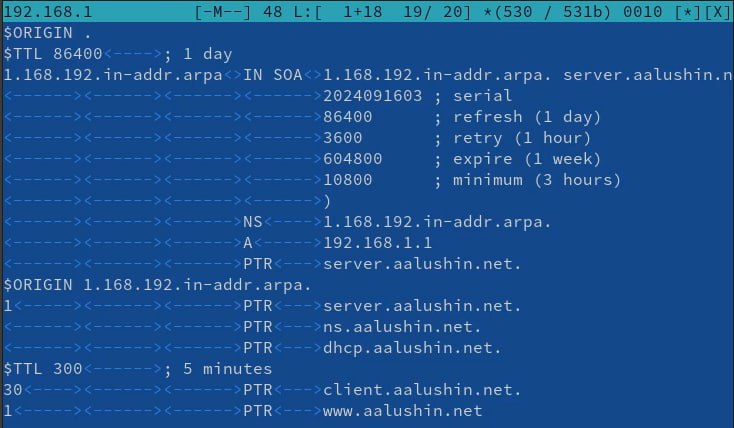 192.168.1 [-M--] 48 L:[ 1+18 19/ 20] *(530 / 531b) 0010 [*][X]
$ORIGIN .
$TTL 86400<---->; 1 day
1.168.192.in-addr.arpa<>IN SOA<>1.168.192.in-addr.arpa. server.aalushin.n
<------><------><------><------>2024091603 ; serial
<------><------><------><------>86400      ; refresh (1 day)
<------><------><------><------>3600       ; retry (1 hour)
<------><------><------><------>604800     ; expire (1 week)
<------><------><------><------>10800      ; minimum (3 hours)
<------><------><------><------>)
<------><------><------>NS<---->1.168.192.in-addr.arpa.
<------><------><------>A<----->192.168.1.1
<------><------><------>PTR<--->server.aalushin.net.
$ORIGIN 1.168.192.in-addr.arpa.
1<-----><------><------>PTR<--->server.aalushin.net.
<------><------><------>PTR<--->ns.aalushin.net.
<------><------><------>PTR<--->dhcp.aalushin.net.
$TTL 300<------>; 5 minutes
30<----><------><------>PTR<--->client.aalushin.net.
1<-----><------><------>PTR<--->www.aalushin.net